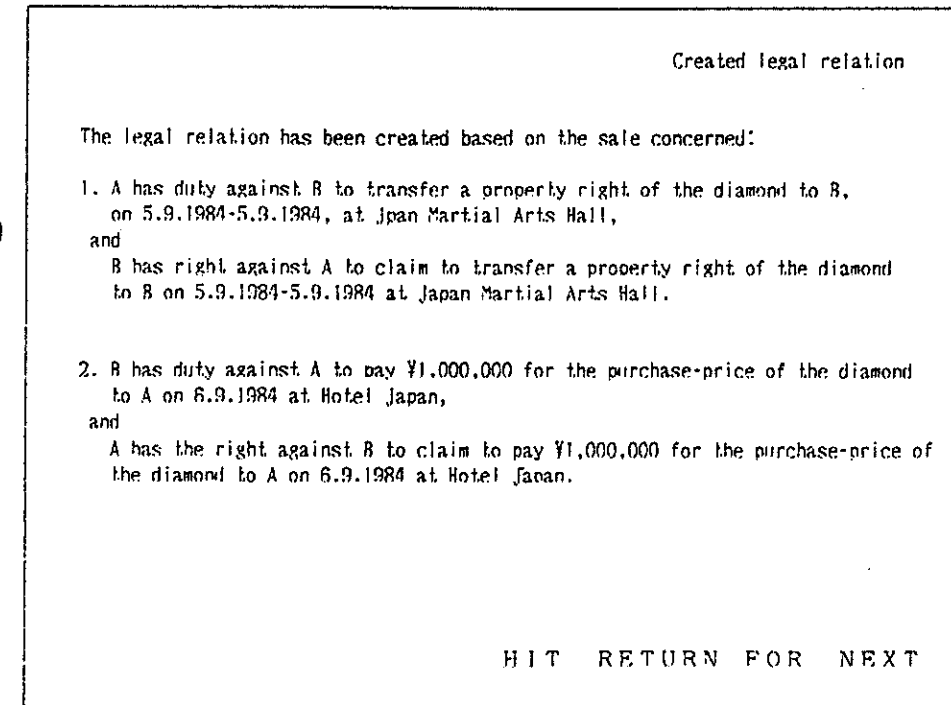 Created legal relation
The legal relation has been created based on the sale concerned:
1. A has duty against B to transfer a property right of the diamond to B,
on 5.9.1984-5.9.1984, at Jpan Martial Arts Hall,
and
B has right against A to claim to transfer a property right of the diamond
to B on 5.9.1984-5.9.1984 at Japan Martial Arts Hall.
2. B has duty against A to pay ¥1,000,000 for the purchase-price of the diamond
to A on 6.9.1984 at Hotel Japan,
and
A has the right against B to claim to pay ¥1,000,000 for the purchase-price of
the diamond to A on 6.9.1984 at Hotel Japan.
HIT RETURN FOR NEXT